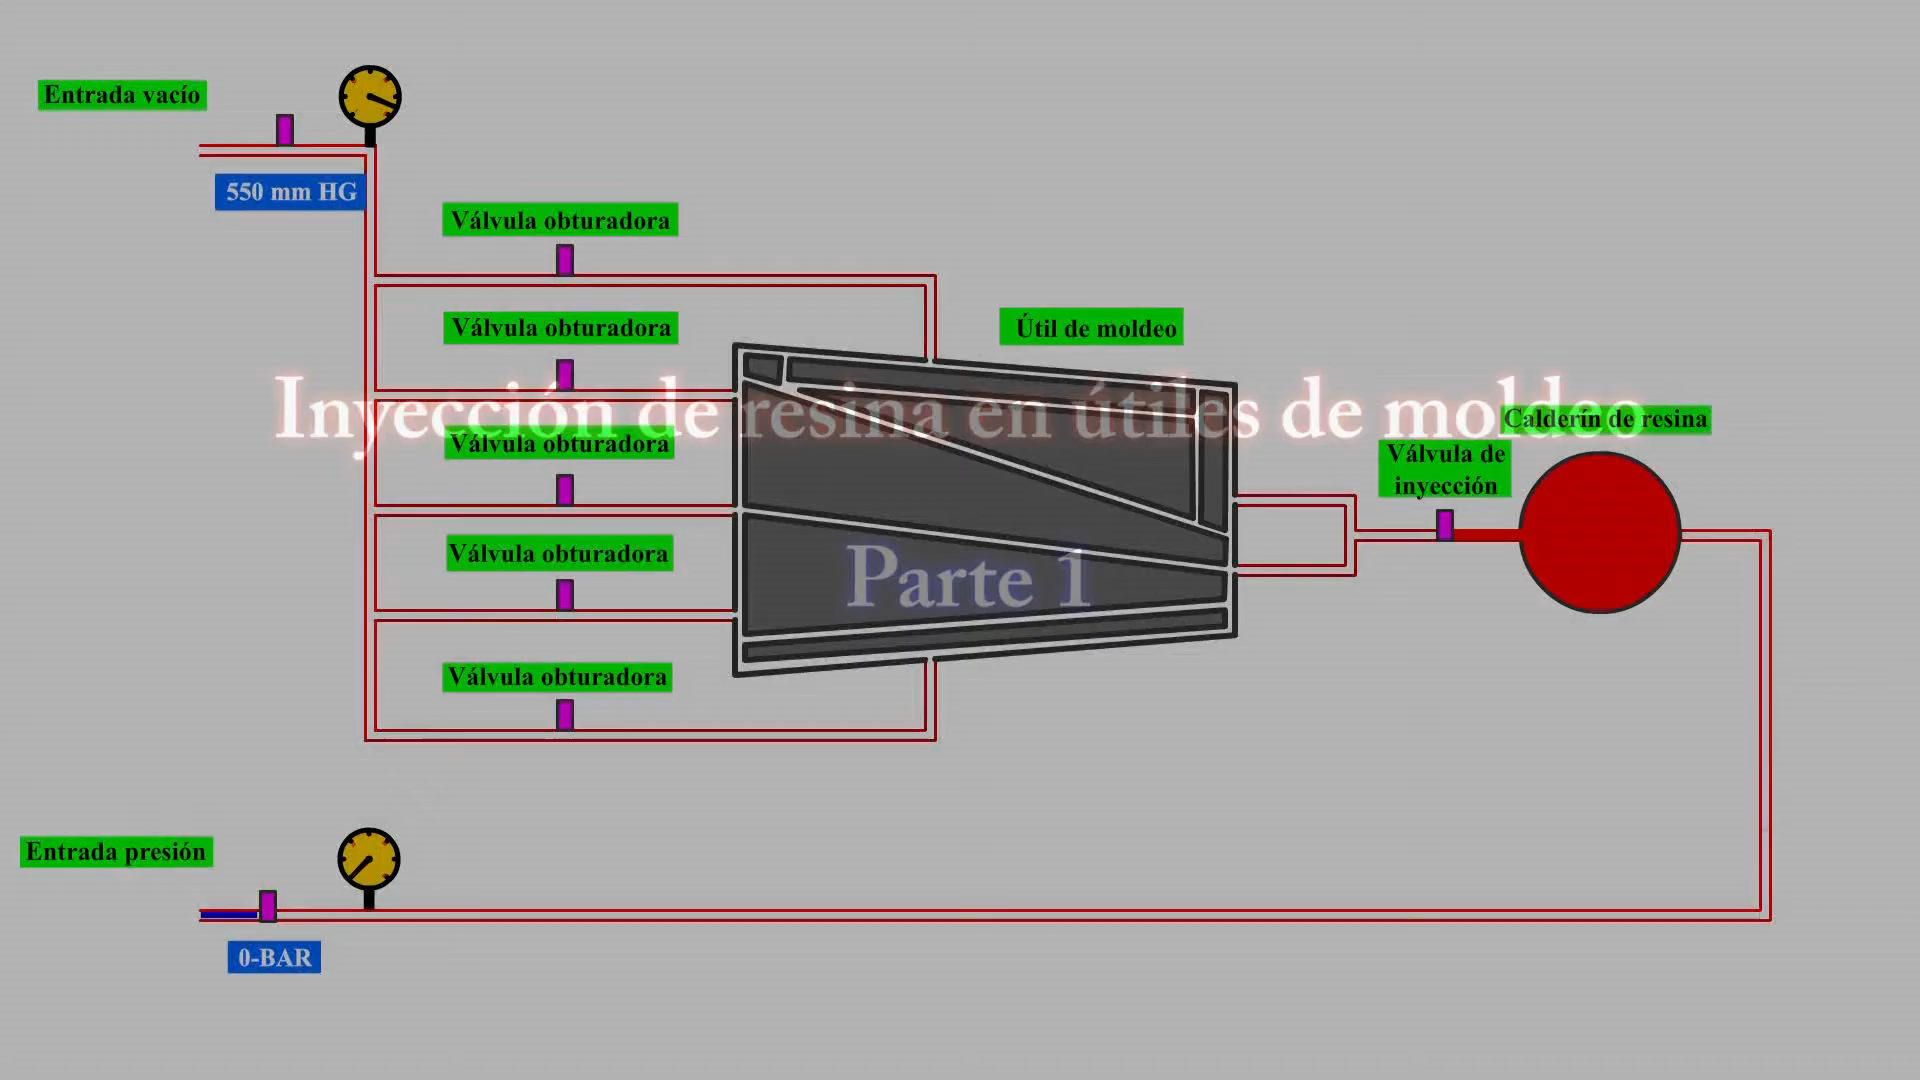 Entrada vacío
550 mm HG
Válvula obturadora
Válvula obturadora
Útil de moldeo
Inyección de resina en útiles de moldeo
Calderín de resina
Válvula obturadora
Válvula de
inyección
Válvula obturadora
Parte 1
Válvula obturadora
Entrada presión
0-BAR